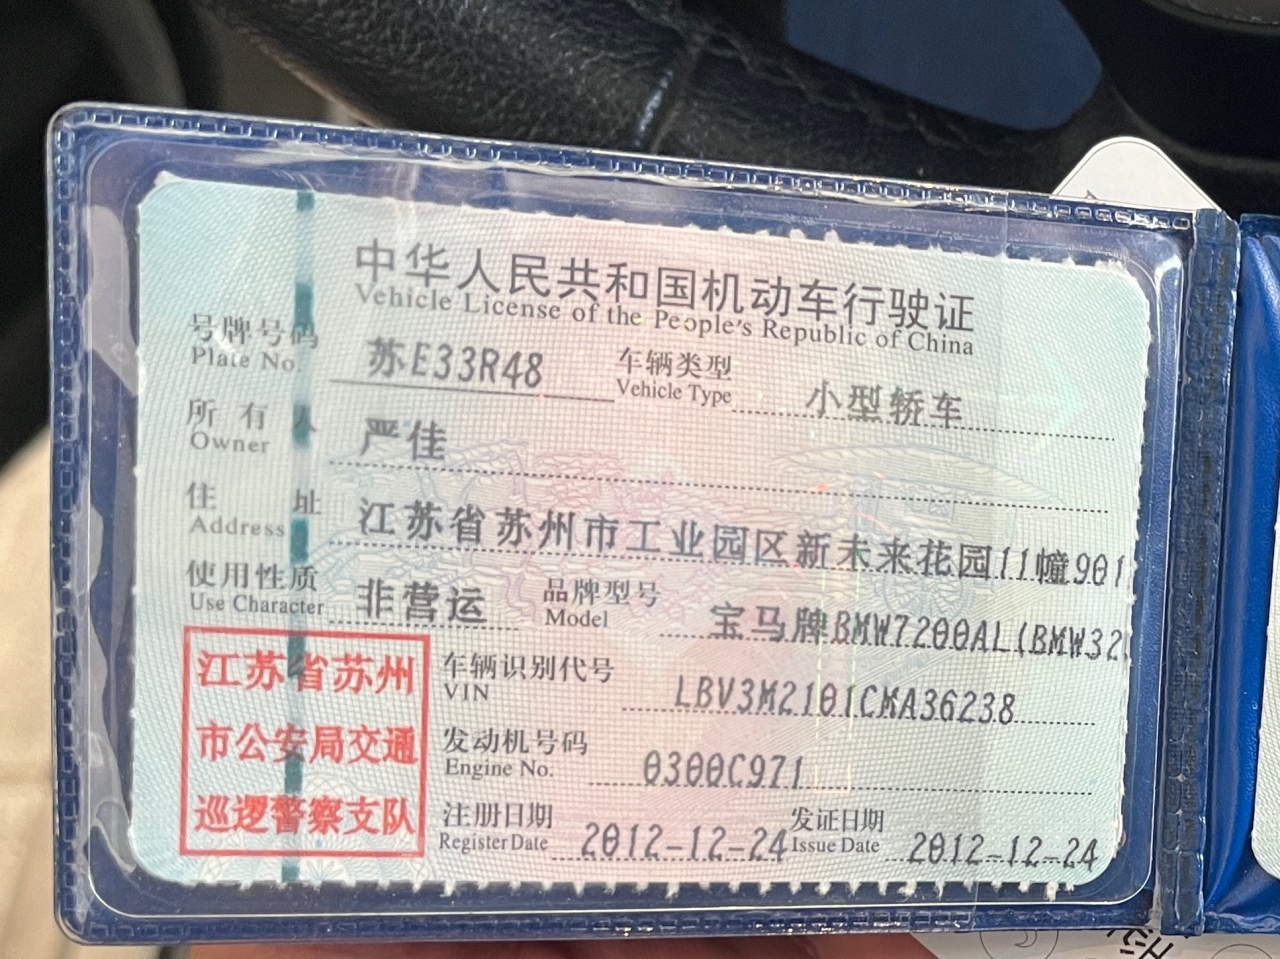 中华人民共和国机动车行驶证
Vehicle License of the People's Republic of China
号牌号码 苏E33R48 车辆类型 小型轿车
Plate No. Vehicle Type
所有人 严佳
Owner
住址 江苏省苏州市工业园区新未来花园11幢901
Address
使用性质 非营运 品牌型号 宝马牌BMW7200AL(BMW32
Use Character Model
江苏省苏州
市公安局交通
巡逻警察支队
车辆识别代号 LBV3M2101CMA36238
VIN
发动机号码 0300C971
Engine No.
注册日期 2012-12-24 发证日期 2012-12-24
Register Date Issue Date